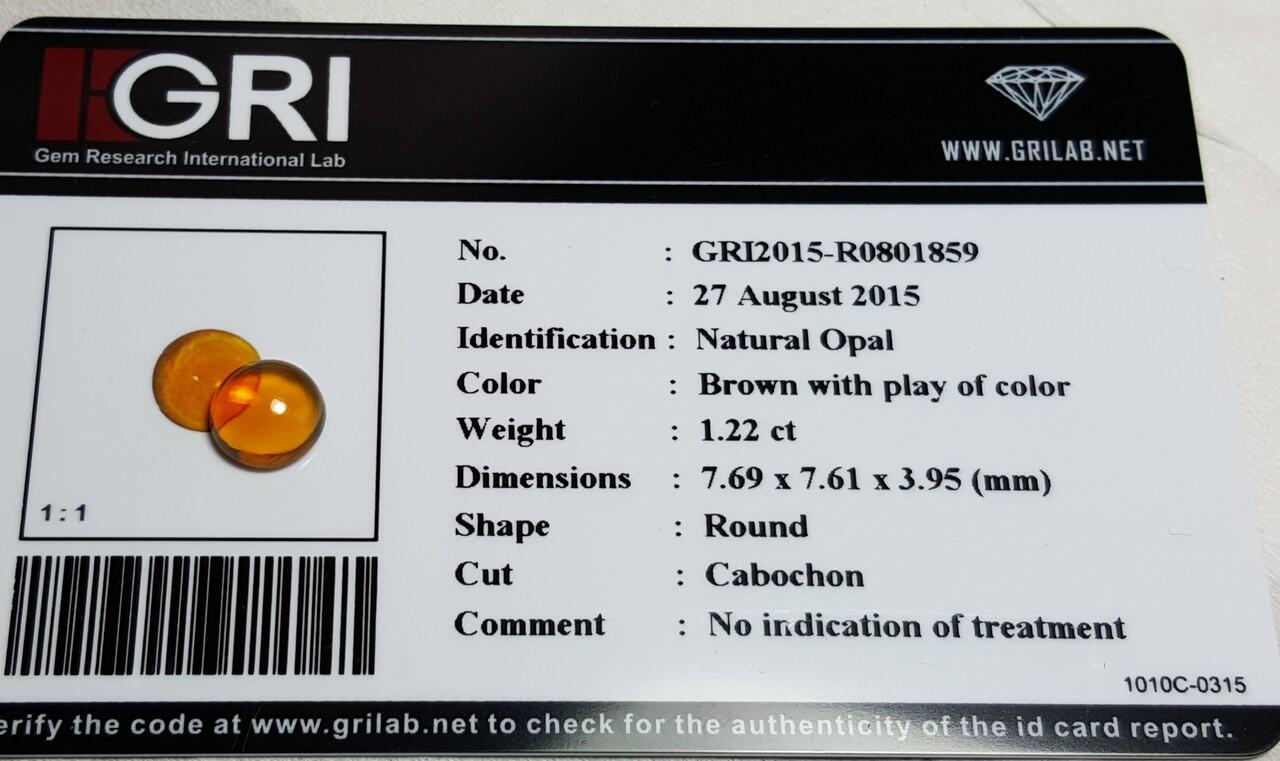 GRI
Gem Research International Lab
WWW.GRILAB.NET
No. : GRI2015-R0801859
Date : 27 August 2015
Identification : Natural Opal
Color : Brown with play of color
Weight : 1.22 ct
Dimensions : 7.69 x 7.61 x 3.95 (mm)
Shape : Round
Cut : Cabochon
Comment : No indication of treatment
1 : 1
1010C-0315
erify the code at www.grilab.net to check for the authenticity of the id card report.